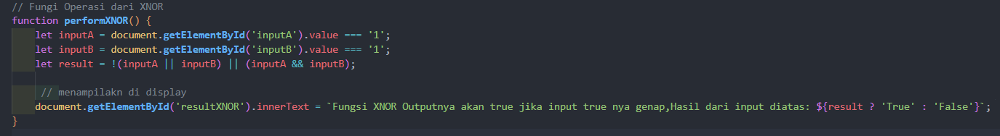 // Fungi Operasi dari XNOR
function performXNOR() {
let inputA = document.getElementById('inputA').value === '1';
let inputB = document.getElementById('inputB').value === '1';
let result = !(inputA || inputB) || (inputA && inputB);
// menampilakn di display
document.getElementById('resultXNOR').innerText = `Fungsi XNOR Outputnya akan true jika input true nya genap,Hasil dari input diatas: ${result ? 'True' : 'False'}`;
}